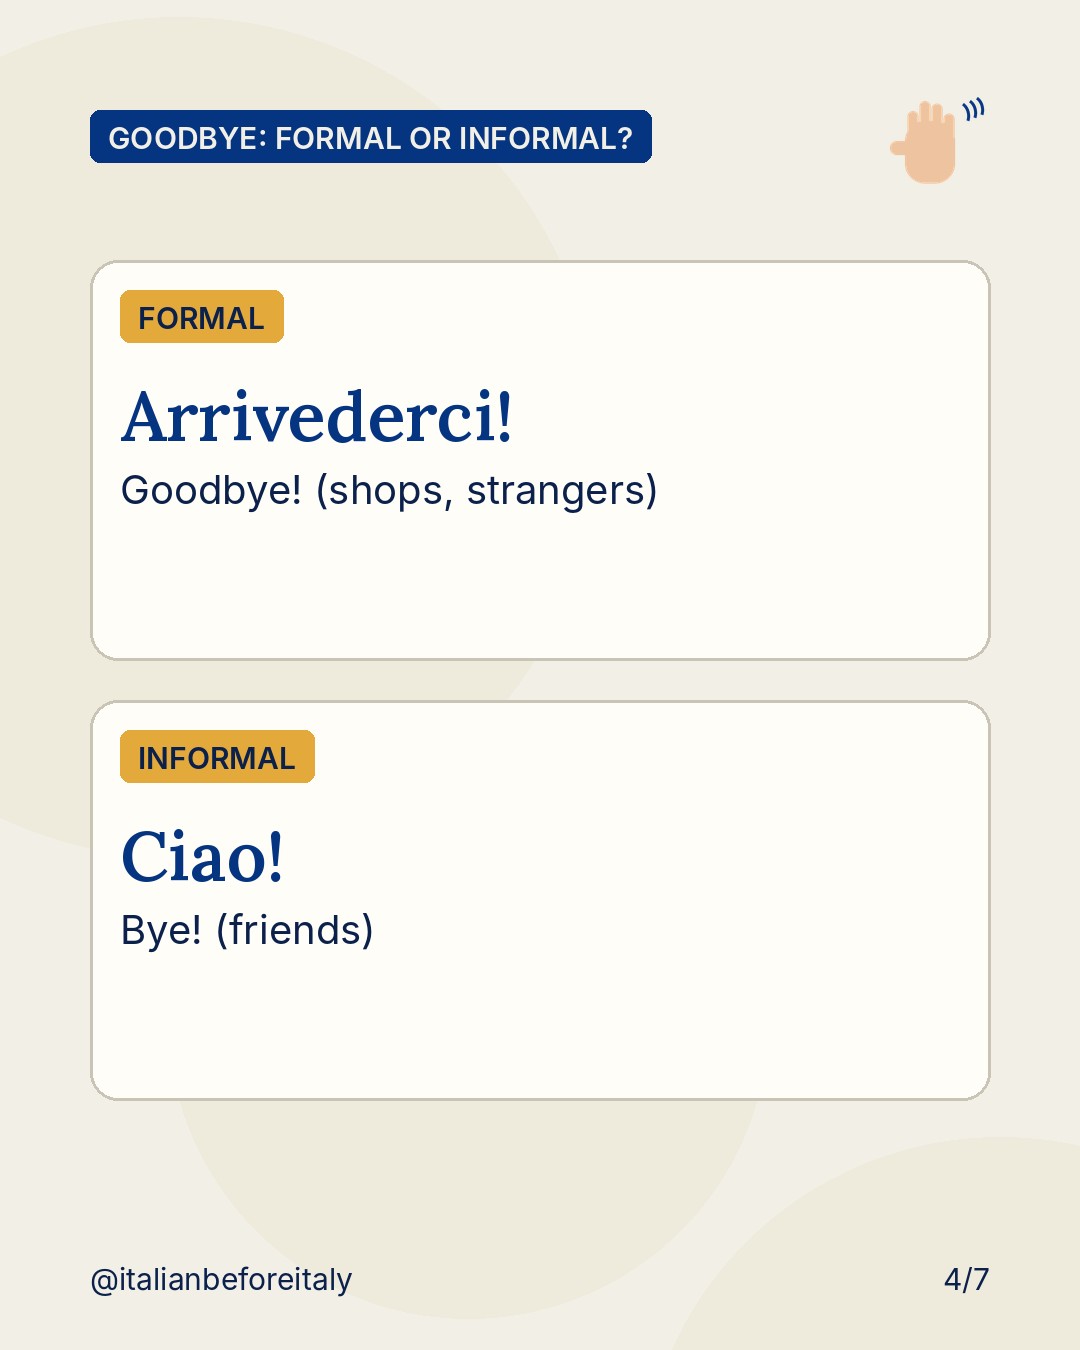 GOODBYE: FORMAL OR INFORMAL?
FORMAL
Arrivederci!
Goodbye! (shops, strangers)
INFORMAL
Ciao!
Bye! (friends)
@italianbeforeitaly
4/7